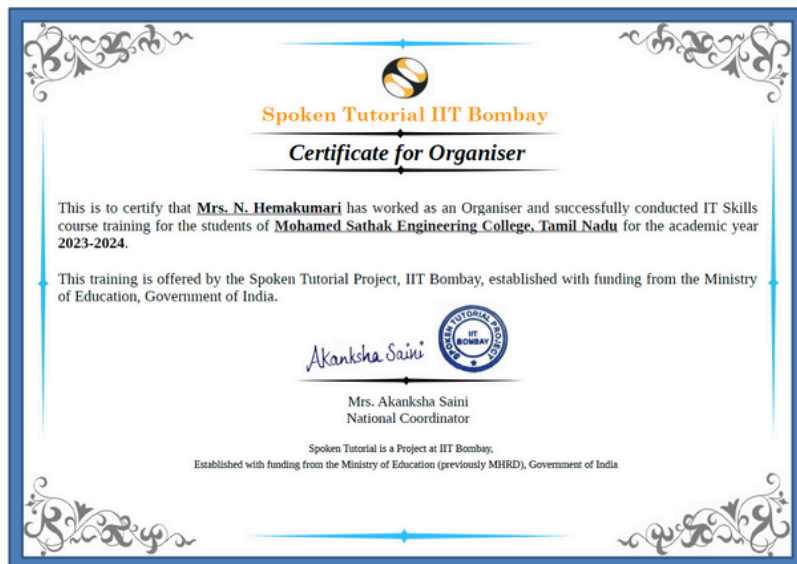 Spoken Tutorial IIT Bombay
Certificate for Organiser
This is to certify that Mrs. N. Hemakumari has worked as an Organiser and successfully conducted IT Skills
course training for the students of Mohamed Sathak Engineering College, Tamil Nadu for the academic year
2023-2024.
This training is offered by the Spoken Tutorial Project, IIT Bombay, established with funding from the Ministry
of Education, Government of India.
Akanksha Saini
SPOKEN TUTORIAL PROJECT
IIT
BOMBAY
Mrs. Akanksha Saini
National Coordinator
Spoken Tutorial is a Project at IIT Bombay,
Established with funding from the Ministry of Education (previously MHRD), Government of India